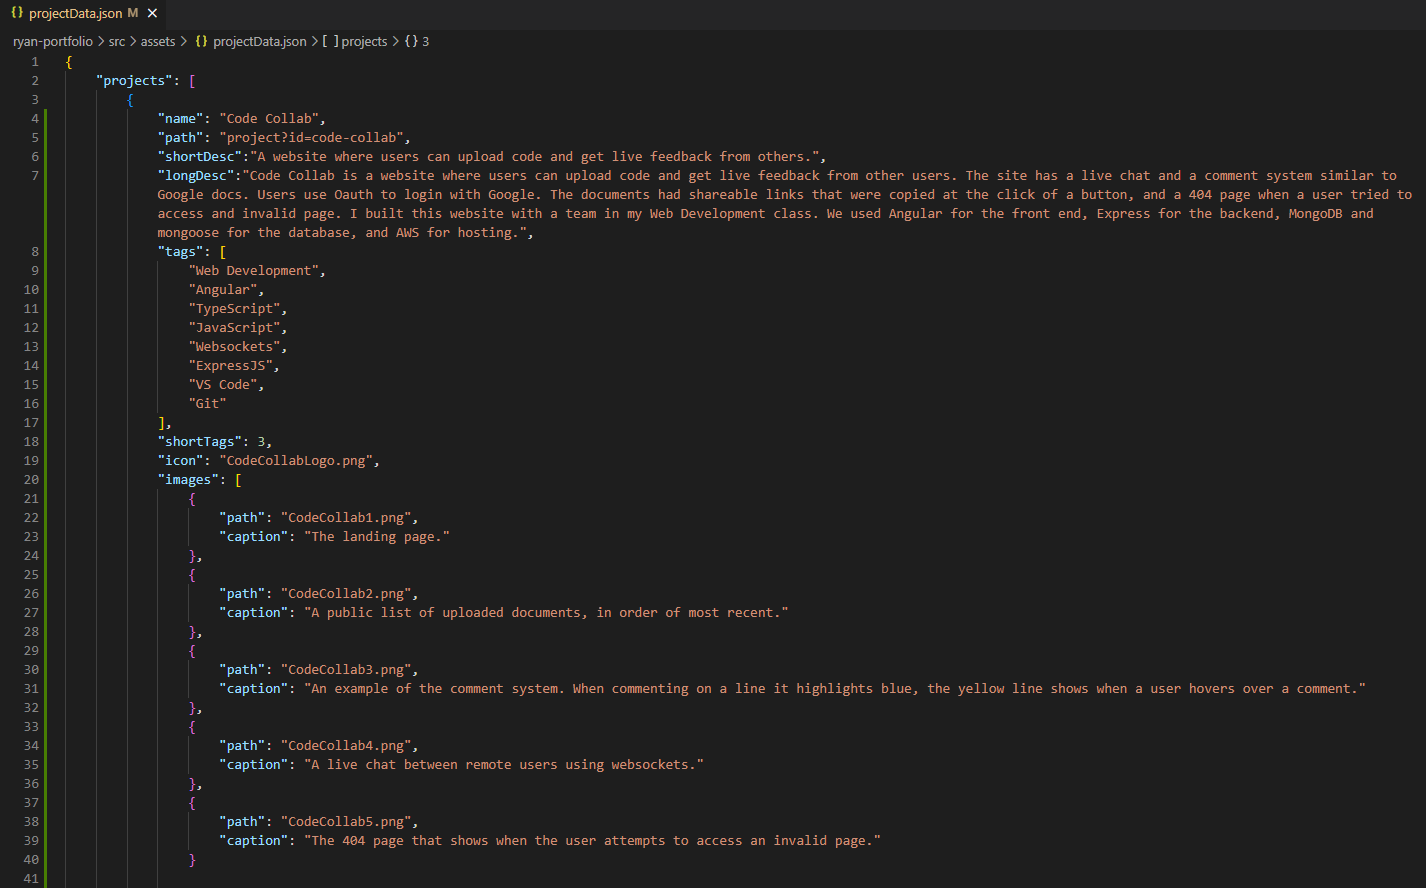 {} projectData.json M ×
ryan-portfolio > src > assets > {} projectData.json > [ ] projects > {} 3
1 {
2 "projects": [
3 {
4 "name": "Code Collab",
5 "path": "project?id=code-collab",
6 "shortDesc":"A website where users can upload code and get live feedback from others.",
7 "longDesc":"Code Collab is a website where users can upload code and get live feedback from other users. The site has a live chat and a comment system similar to
Google docs. Users use Oauth to login with Google. The documents had shareable links that were copied at the click of a button, and a 404 page when a user tried to
access and invalid page. I built this website with a team in my Web Development class. We used Angular for the front end, Express for the backend, MongoDB and
mongoose for the database, and AWS for hosting.",
8 "tags": [
9 "Web Development",
10 "Angular",
11 "TypeScript",
12 "JavaScript",
13 "Websockets",
14 "ExpressJS",
15 "VS Code",
16 "Git"
17 ],
18 "shortTags": 3,
19 "icon": "CodeCollabLogo.png",
20 "images": [
21 {
22 "path": "CodeCollab1.png",
23 "caption": "The landing page."
24 },
25 {
26 "path": "CodeCollab2.png",
27 "caption": "A public list of uploaded documents, in order of most recent."
28 },
29 {
30 "path": "CodeCollab3.png",
31 "caption": "An example of the comment system. When commenting on a line it highlights blue, the yellow line shows when a user hovers over a comment."
32 },
33 {
34 "path": "CodeCollab4.png",
35 "caption": "A live chat between remote users using websockets."
36 },
37 {
38 "path": "CodeCollab5.png",
39 "caption": "The 404 page that shows when the user attempts to access an invalid page."
40 }
41